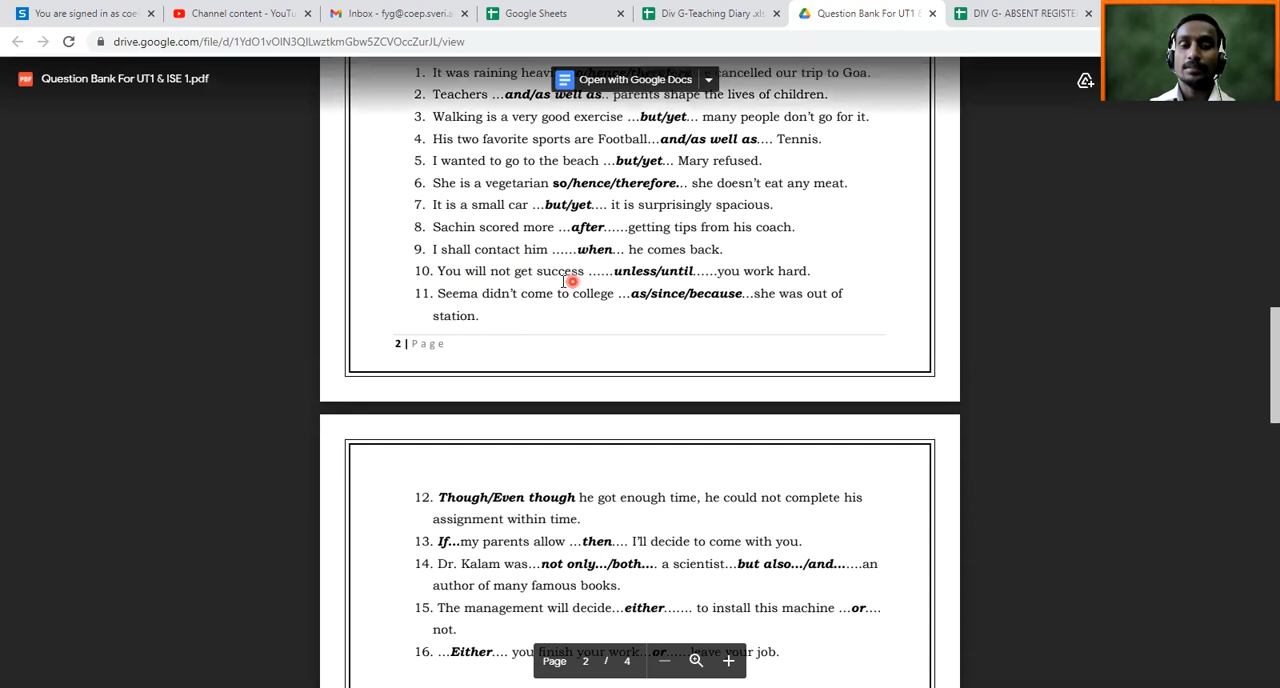 You are signed in as coe
Channel content - YouTu
Inbox - fyg@coep.sveri.a
Google Sheets
Div G-Teaching Diary .xls
Question Bank For UT1 &
DIV G- ABSENT REGISTE
drive.google.com/file/d/1YdO1vOlN3QILwztkmGbw5ZCVOccZurJL/view
PDF Question Bank For UT1 & ISE 1.pdf
Open with Google Docs
1. It was raining heavi cancelled our trip to Goa.
2. Teachers …and/as well as.. parents shape the lives of children.
3. Walking is a very good exercise …but/yet… many people don’t go for it.
4. His two favorite sports are Football…and/as well as…. Tennis.
5. I wanted to go to the beach …but/yet… Mary refused.
6. She is a vegetarian so/hence/therefore… she doesn’t eat any meat.
7. It is a small car …but/yet…. it is surprisingly spacious.
8. Sachin scored more …after……getting tips from his coach.
9. I shall contact him ……when… he comes back.
10. You will not get success ……unless/until……you work hard.
11. Seema didn’t come to college …as/since/because…she was out of
station.
2 | Page
12. Though/Even though he got enough time, he could not complete his
assignment within time.
13. If…my parents allow …then…. I’ll decide to come with you.
14. Dr. Kalam was…not only…/both…. a scientist…but also…/and…….an
author of many famous books.
15. The management will decide…either……. to install this machine …or….
not.
16. …Either…. you finish your work…or……leave your job.
Page 2 / 4